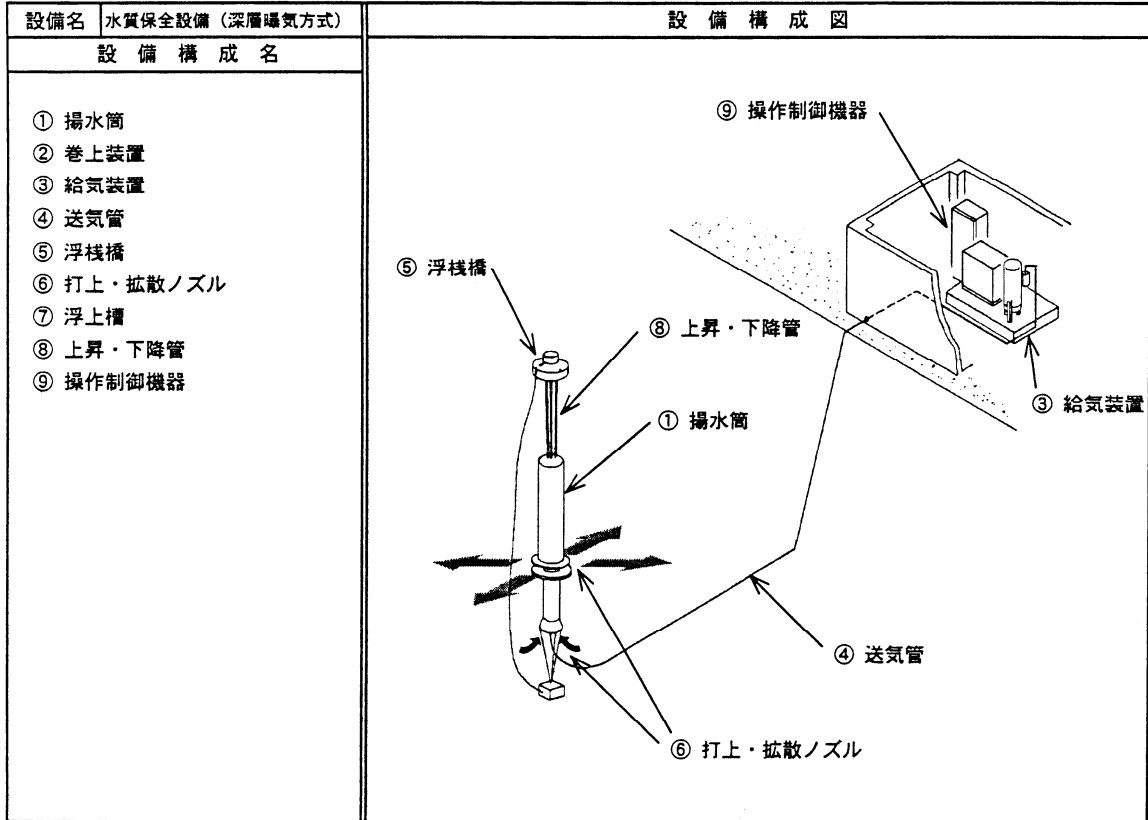 設備名 水質保全設備(深層曝気方式)
設備構成図
設備構成名
① 揚水筒
② 巻上装置
③ 給気装置
④ 送気管
⑤ 浮桟橋
⑥ 打上・拡散ノズル
⑦ 浮上槽
⑧ 上昇・下降管
⑨ 操作制御機器
⑨ 操作制御機器
⑤ 浮桟橋
⑧ 上昇・下降管
③ 給気装置
① 揚水筒
④ 送気管
⑥ 打上・拡散ノズル